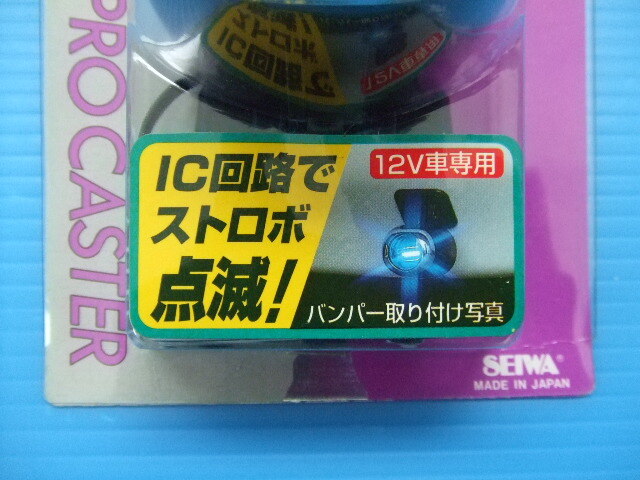 PRO CASTER
IC回路で
ストロボ
点滅!
12V車専用
バンパー取り付け写真
SEIWA®
MADE IN JAPAN